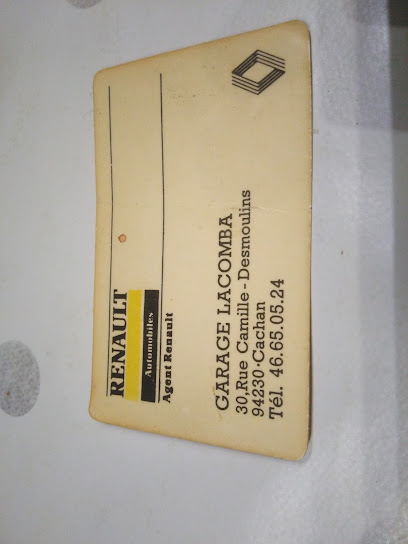 RENAULT
Automobiles
Agent Renault
GARAGE LACOMBA
30,Rue Camille-Desmoulins
94230-Cachan
Tél. 46.65.05.24